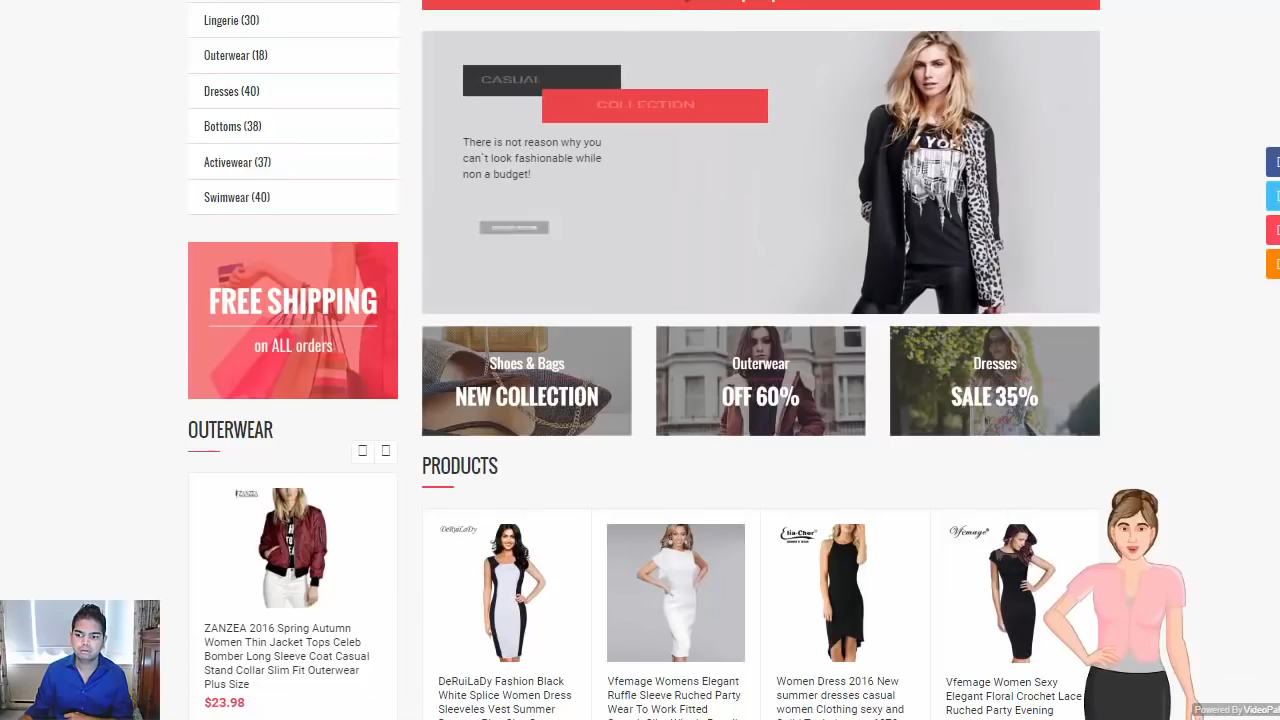 Lingerie (30)
Outerwear (18)
Dresses (40)
Bottoms (38)
Activewear (37)
Swimwear (40)
FREE SHIPPING
on ALL orders
OUTERWEAR
ZANZEA
ZANZEA 2016 Spring Autumn
Women Thin Jacket Tops Celeb
Bomber Long Sleeve Coat Casual
Stand Collar Slim Fit Outerwear
Plus Size
$23.98
CASUAL
COLLECTION
There is not reason why you
can`t look fashionable while
non a budget!
Shoes & Bags
NEW COLLECTION
Outerwear
OFF 60%
Dresses
SALE 35%
PRODUCTS
DeRuiLaDy
DeRuiLaDy Fashion Black
White Splice Women Dress
Sleeveles Vest Summer
Vfemage Womens Elegant
Ruffle Sleeve Ruched Party
Wear To Work Fitted
Women Dress 2016 New
summer dresses casual
women Clothing sexy and
Vfemage
Vfemage Women Sexy
Elegant Floral Crochet Lace
Ruched Party Evening
Powered By VideoPal